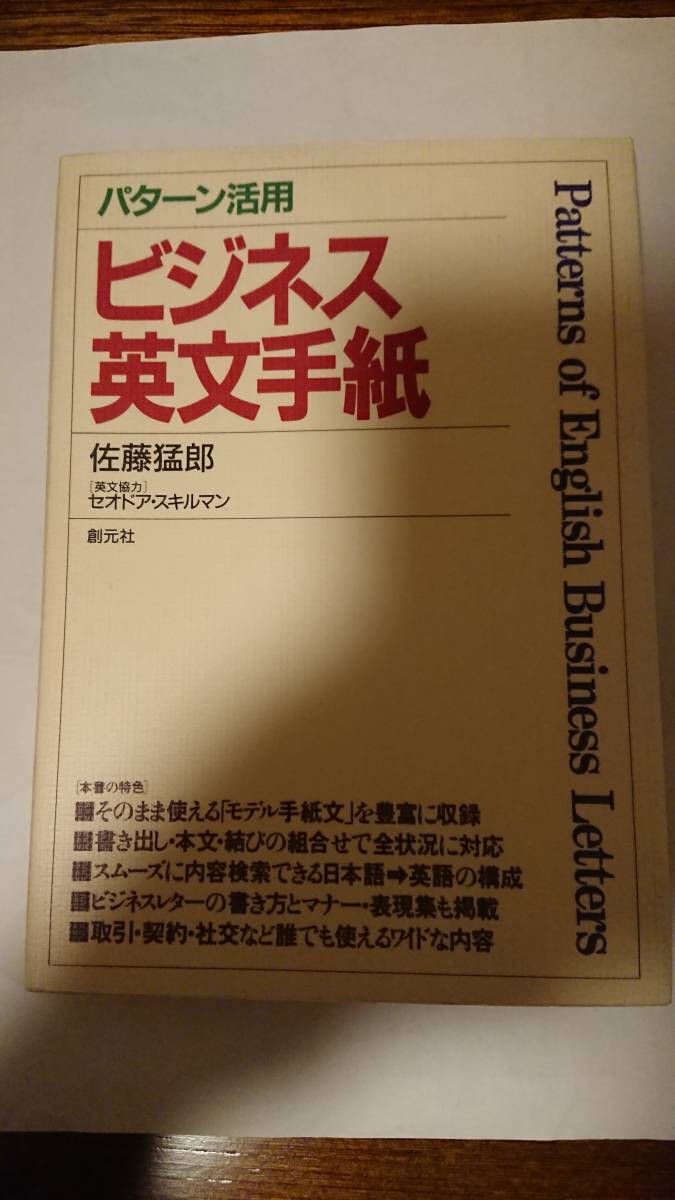 パターン活用
ビジネス
英文手紙
佐藤猛郎
[英文協力]
セオドア・スキルマン
創元社
[本書の特色]
そのまま使える「モデル手紙文」を豊富に収録
書き出し・本文・結びの組合せで全状況に対応
スムーズに内容検索できる日本語➡英語の構成
ビジネスレターの書き方とマナー・表現集も掲載
取引・契約・社交など誰でも使えるワイドな内容
Patterns of English Business Letters